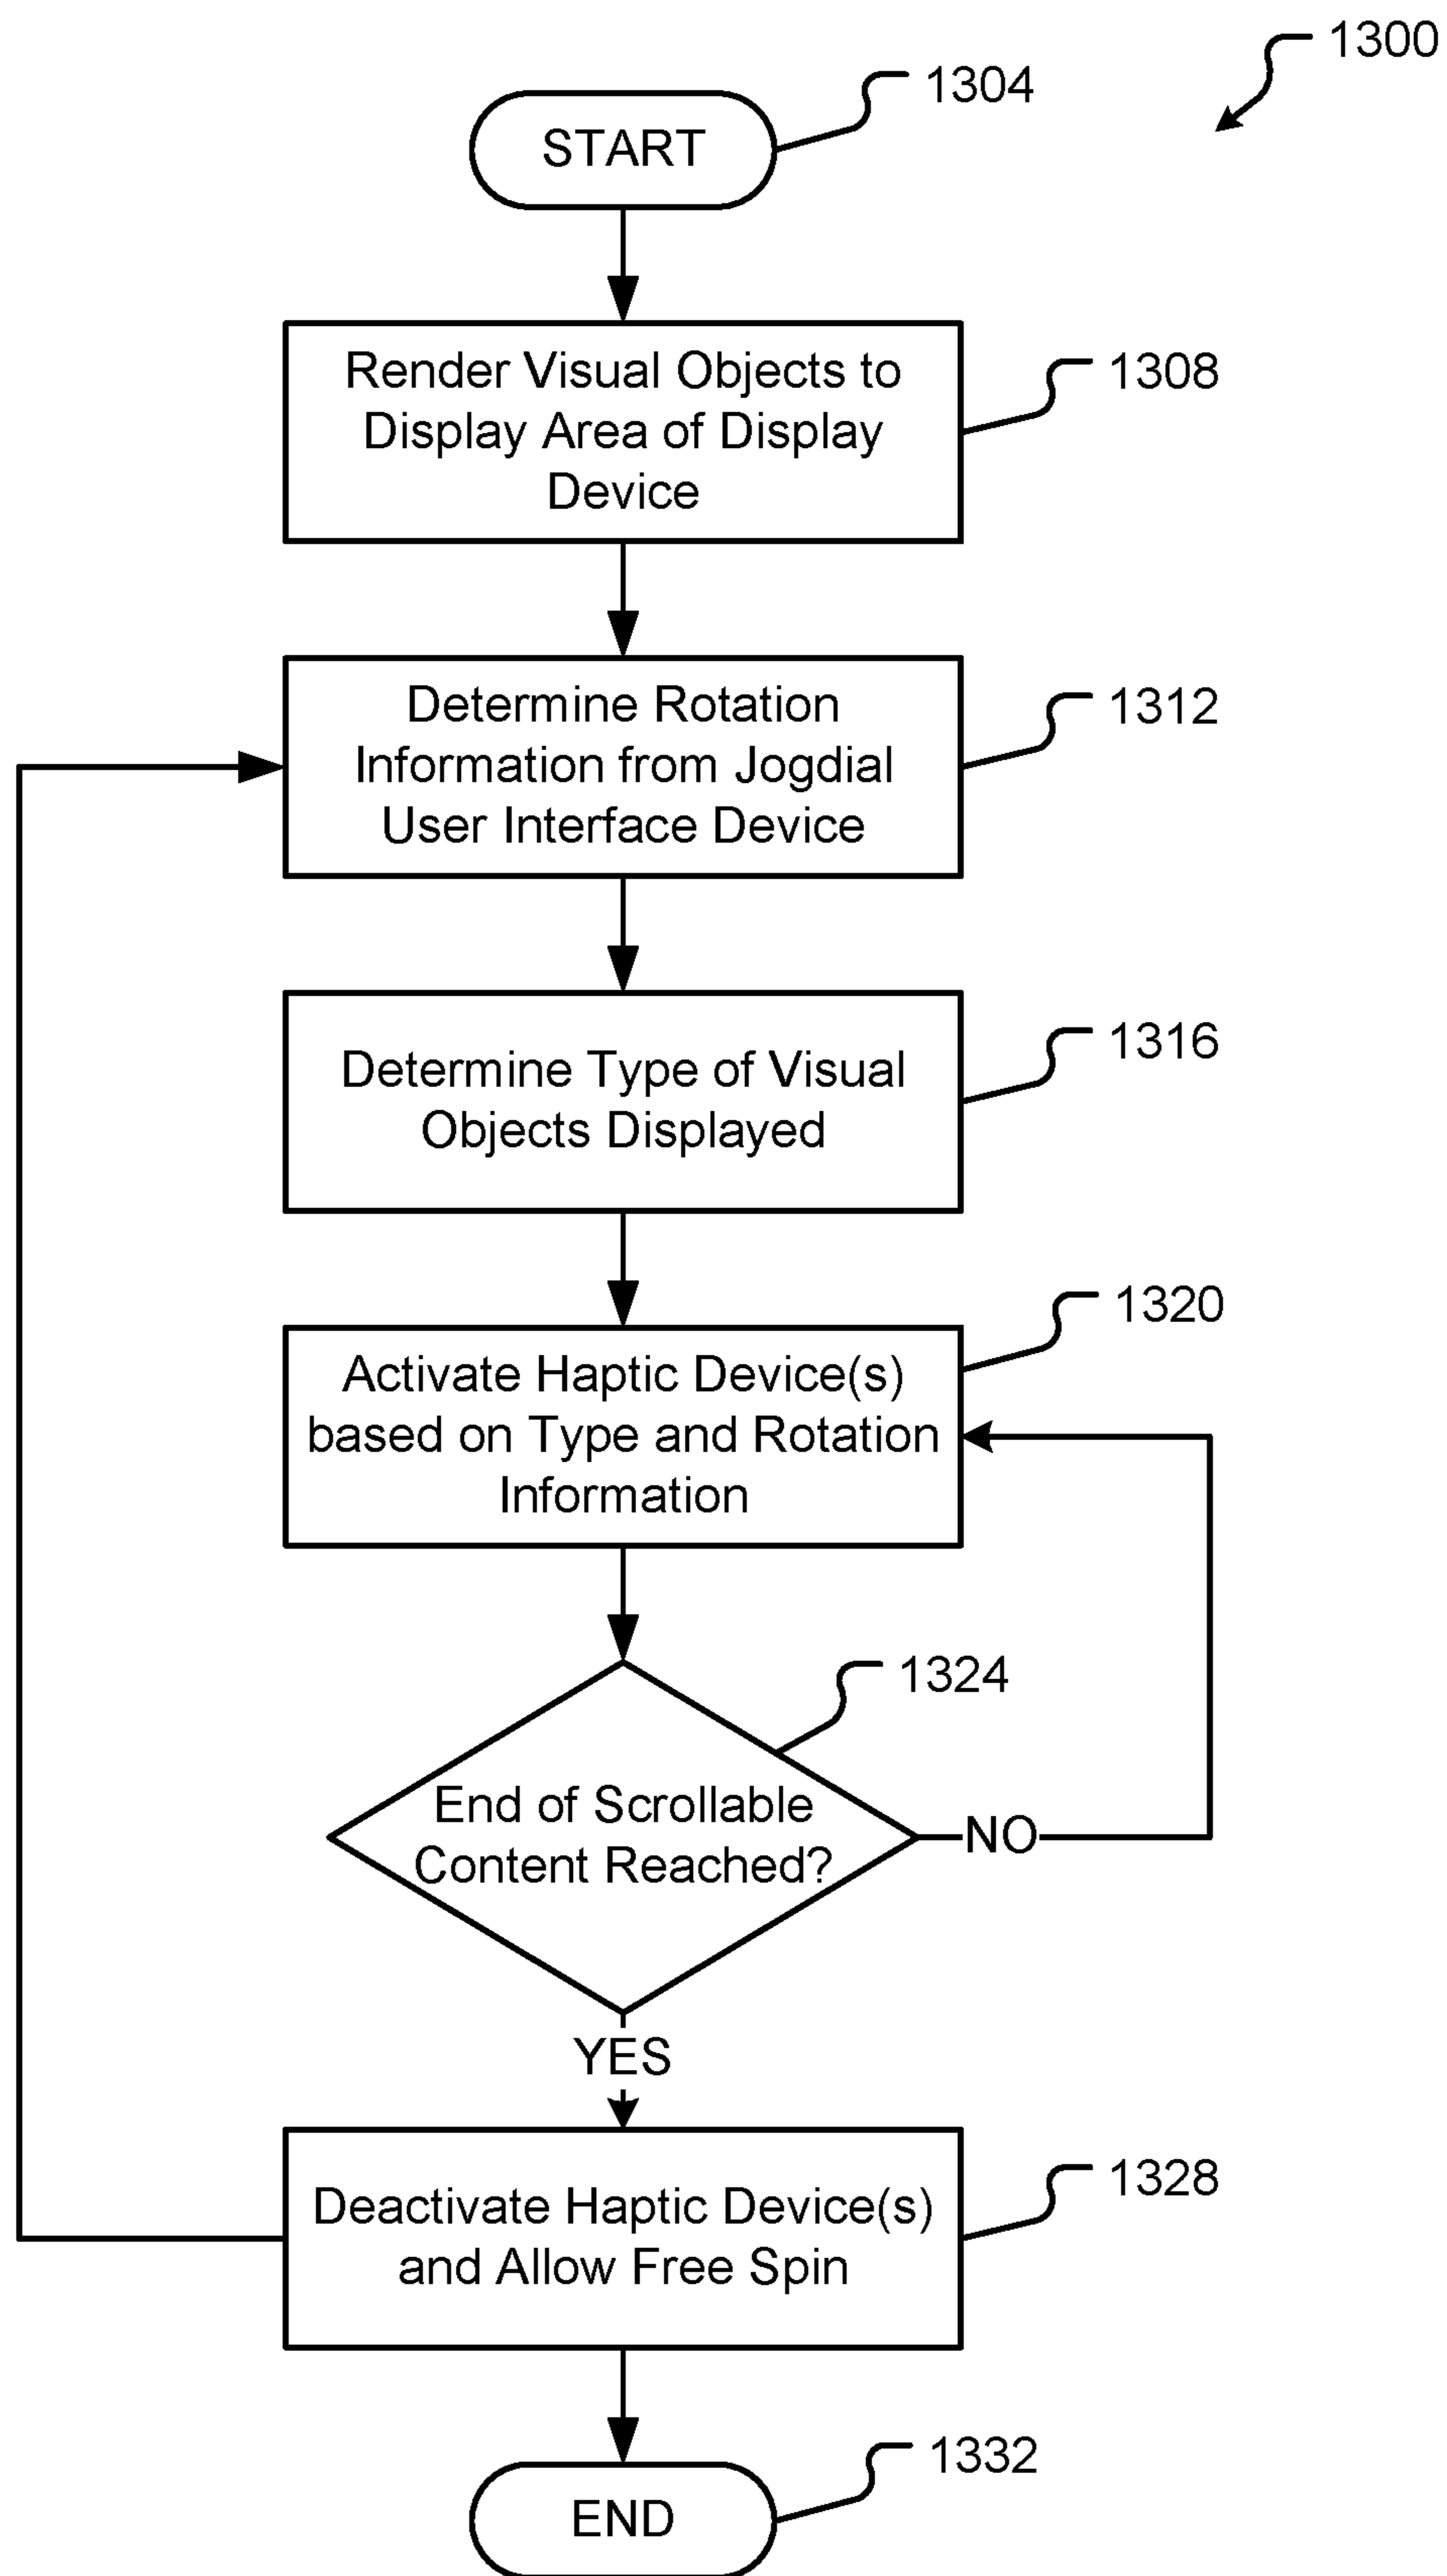 1300
1304
START
1308
Render Visual Objects to
Display Area of Display
Device
1312
Determine Rotation
Information from Jogdial
User Interface Device
1316
Determine Type of Visual
Objects Displayed
1320
Activate Haptic Device(s)
based on Type and Rotation
Information
1324
End of Scrollable
Content Reached?
NO
YES
1328
Deactivate Haptic Device(s)
and Allow Free Spin
1332
END